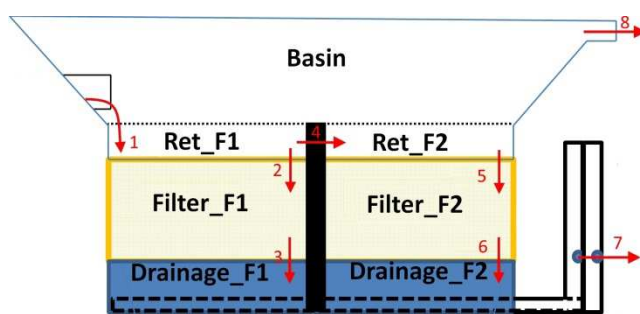 8
Basin
1
Ret_F1
4
Ret_F2
2
5
Filter_F1
Filter_F2
3
6
7
Drainage_F1
Drainage_F2